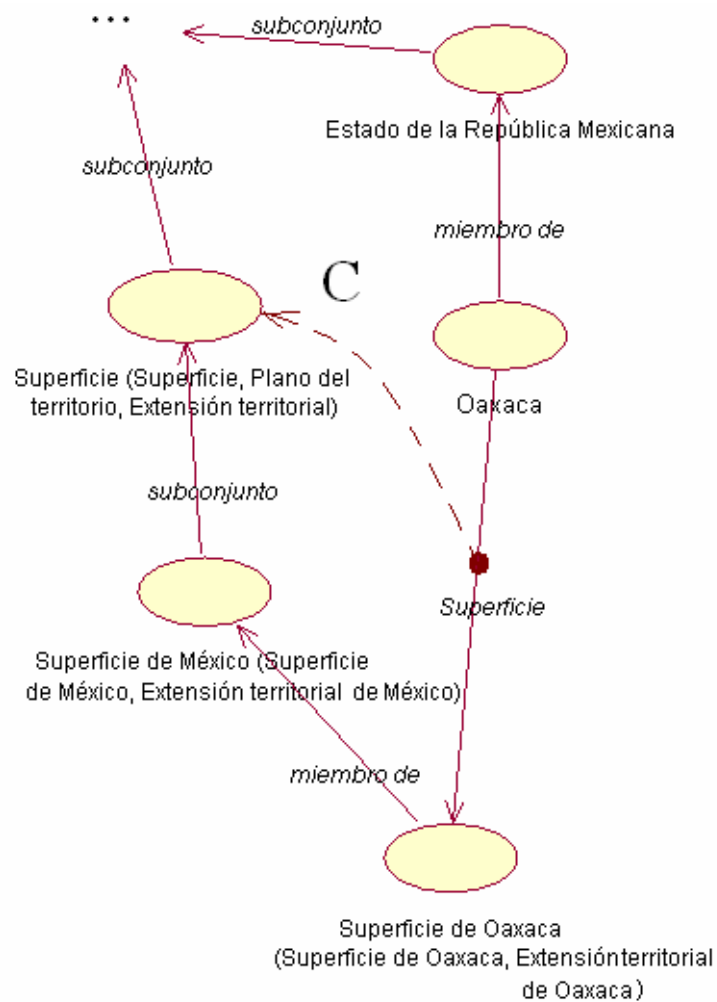 ...
subconjunto
Estado de la República Mexicana
subconjunto
miembro de
C
Superficie (Superficie, Plano del
territorio, Extensión territorial)
Oaxaca
subconjunto
Superficie
Superficie de México (Superficie
de México, Extensión territorial de México)
miembro de
Superficie de Oaxaca
(Superficie de Oaxaca, Extensiónterritorial
de Oaxaca)